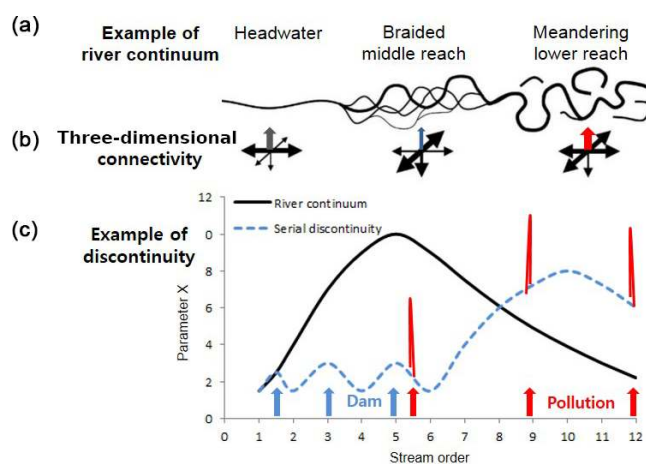 (a)
Example of
river continuum
Headwater
Braided
middle reach
Meandering
lower reach
(b)
Three-dimensional
connectivity
(c)
Example of
discontinuity
Parameter X
12
0
8
6
4
2
0
River continuum
Serial discontinuity
Dam
Pollution
0 1 2 3 4 5 6 7 8 9 10 11 12
Stream order